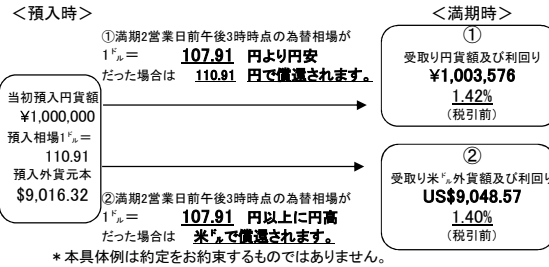 ＜預入時＞
＜満期時＞
①満期2営業日前午後3時時点の為替相場が
1㌦＝ 107.91 円より円安
だった場合は 110.91 円で償還されます。
①
受取り円貨額及び利回り
¥1,003,576
1.42%
(税引前)
当初預入円貨額
¥1,000,000
預入相場1㌦＝
110.91
預入外貨元本
$9,016.32
②満期2営業日前午後3時時点の為替相場が
1㌦＝ 107.91 円以上に円高
だった場合は 米㌦で償還されます。
②
受取り米㌦外貨額及び利回り
US$9,048.57
1.40%
(税引前)
＊本具体例は約定をお約束するものではありません。